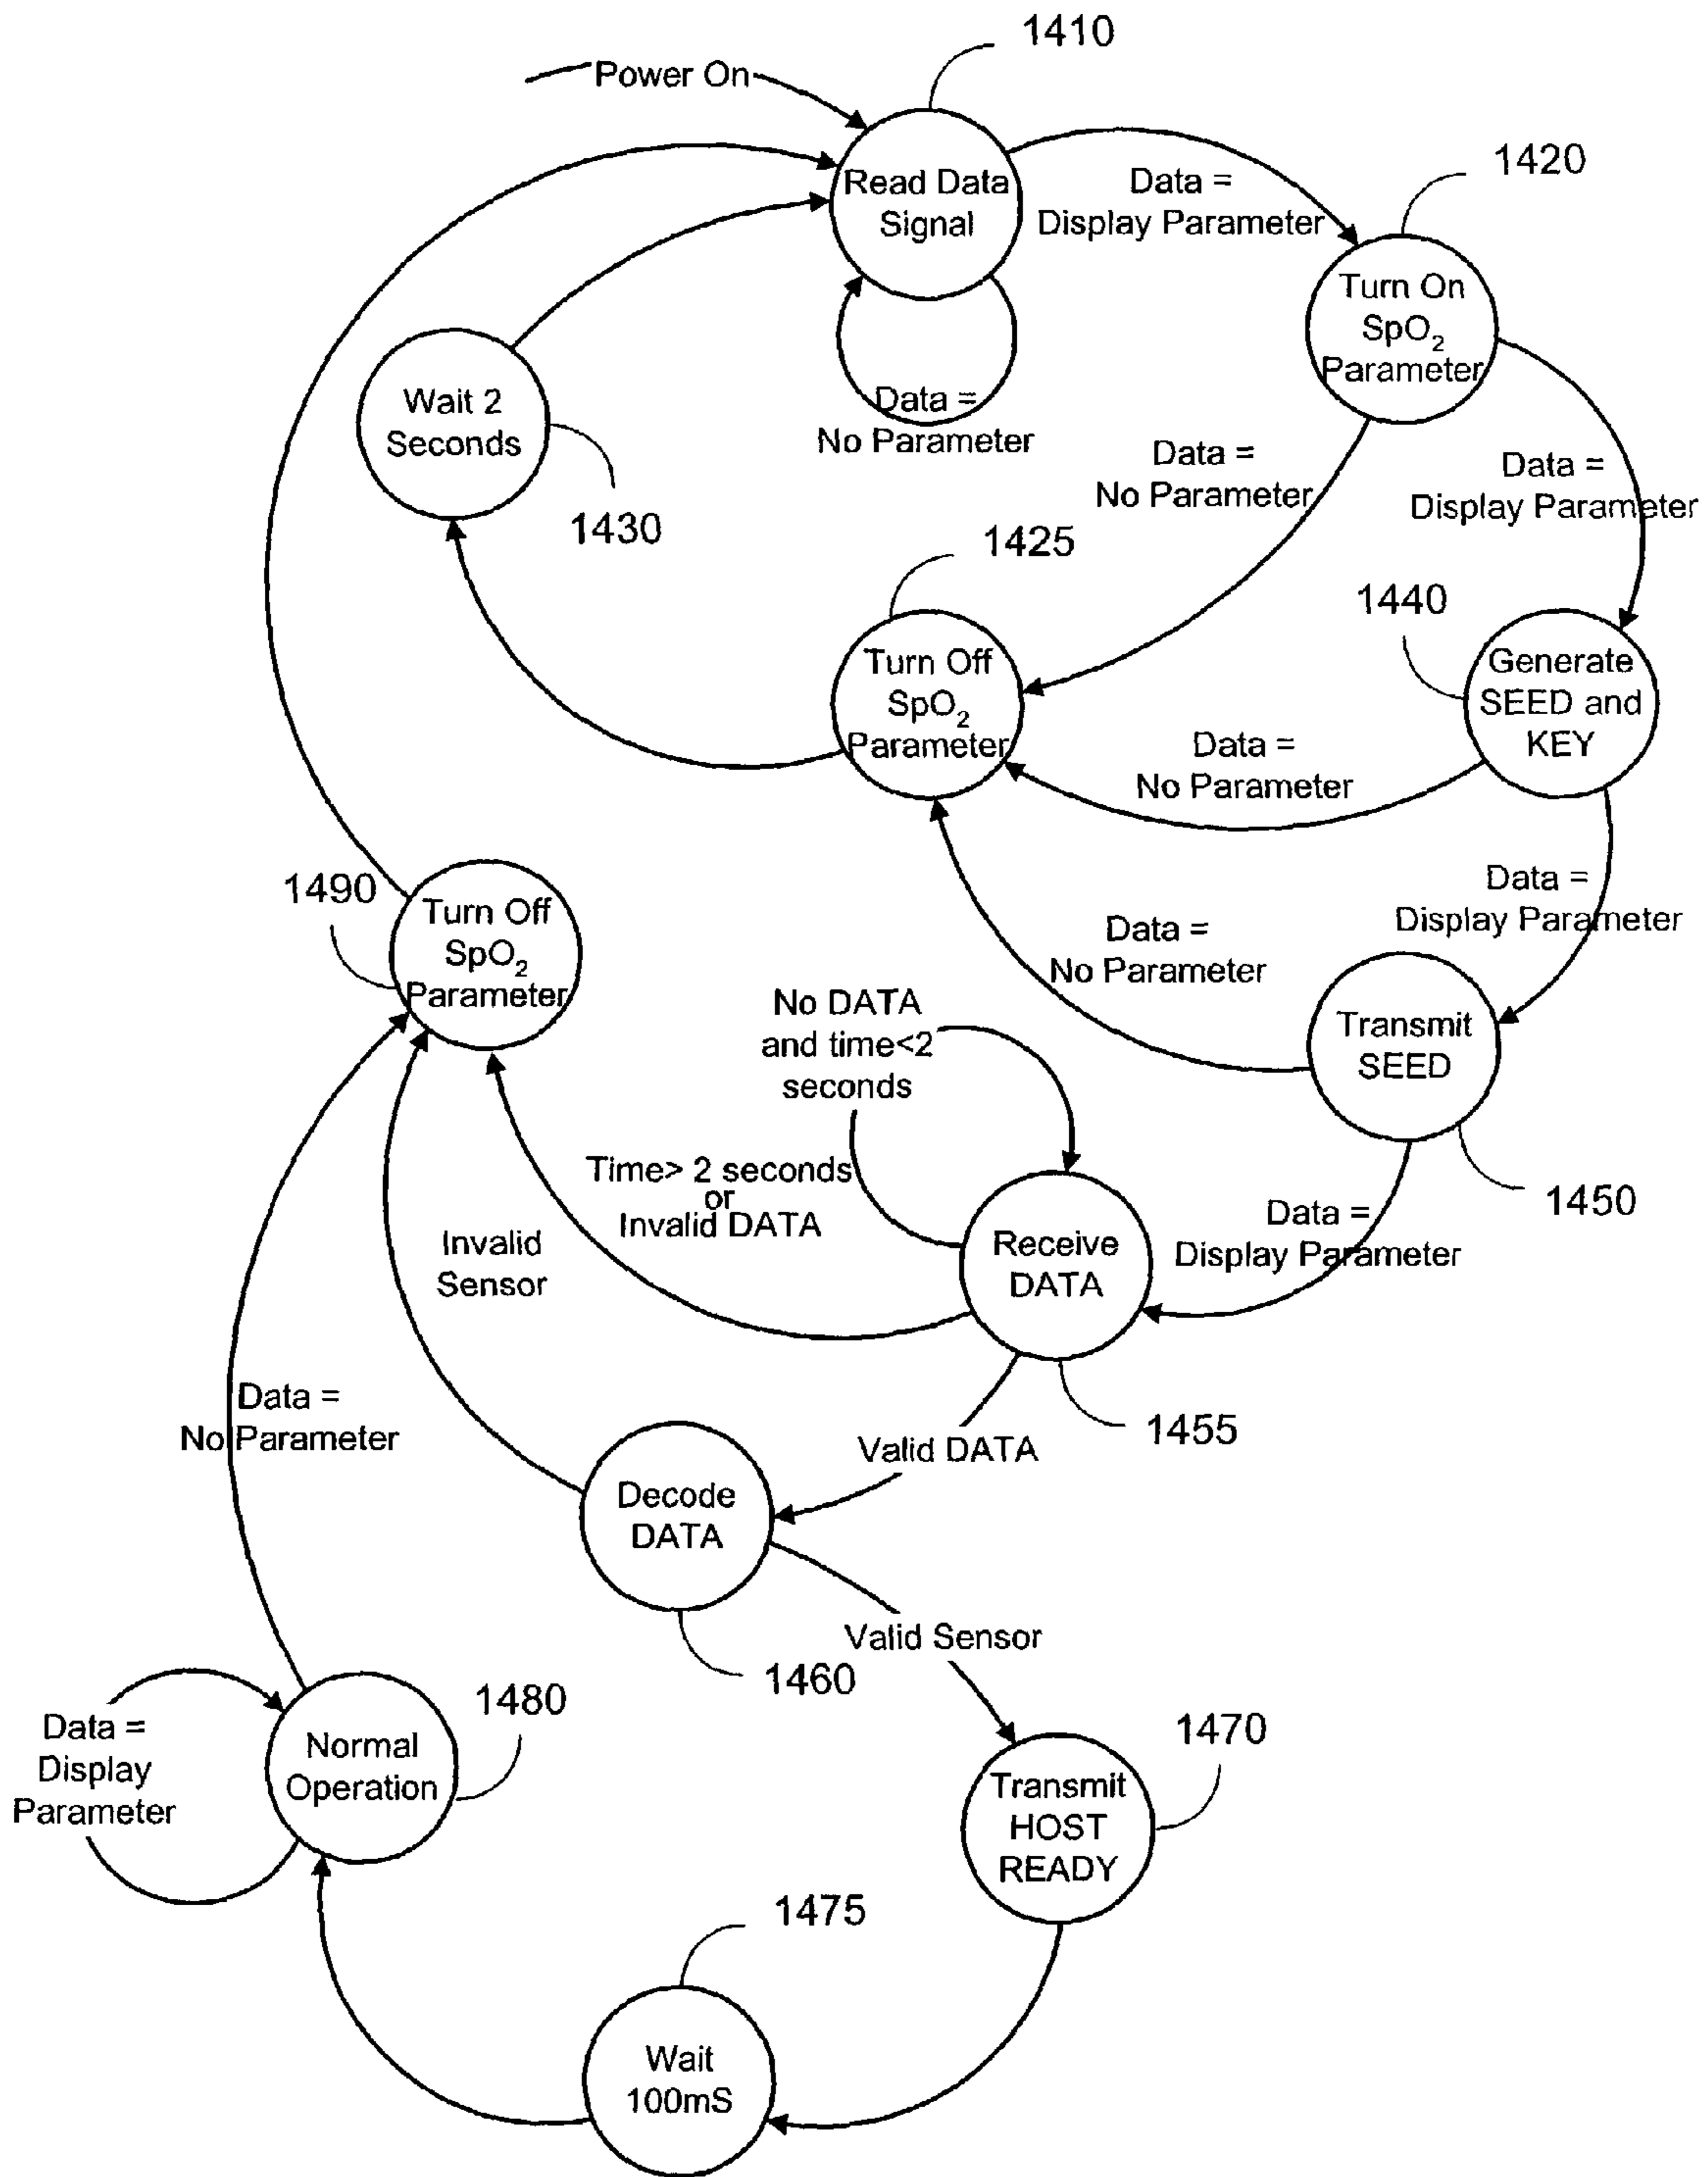 1410
Power On
Read Data
Signal
Data =
Display Parameter
1420
Turn On
SpO2
Parameter
Data =
No Parameter
Wait 2
Seconds
1430
Data =
No Parameter
Data =
Display Parameter
1425
Turn Off
SpO2
Parameter
1440
Generate
SEED and
KEY
Data =
No Parameter
Data =
Display Parameter
1490
Turn Off
SpO2
Parameter
Data =
No Parameter
No DATA
and time<2
seconds
Transmit
SEED
1450
Time> 2 seconds
or
Invalid DATA
Data =
Display Parameter
Invalid
Sensor
Receive
DATA
1455
Data =
No Parameter
Valid DATA
Decode
DATA
1460
Valid Sensor
1480
Data =
Display
Parameter
Normal
Operation
1470
Transmit
HOST
READY
1475
Wait
100mS